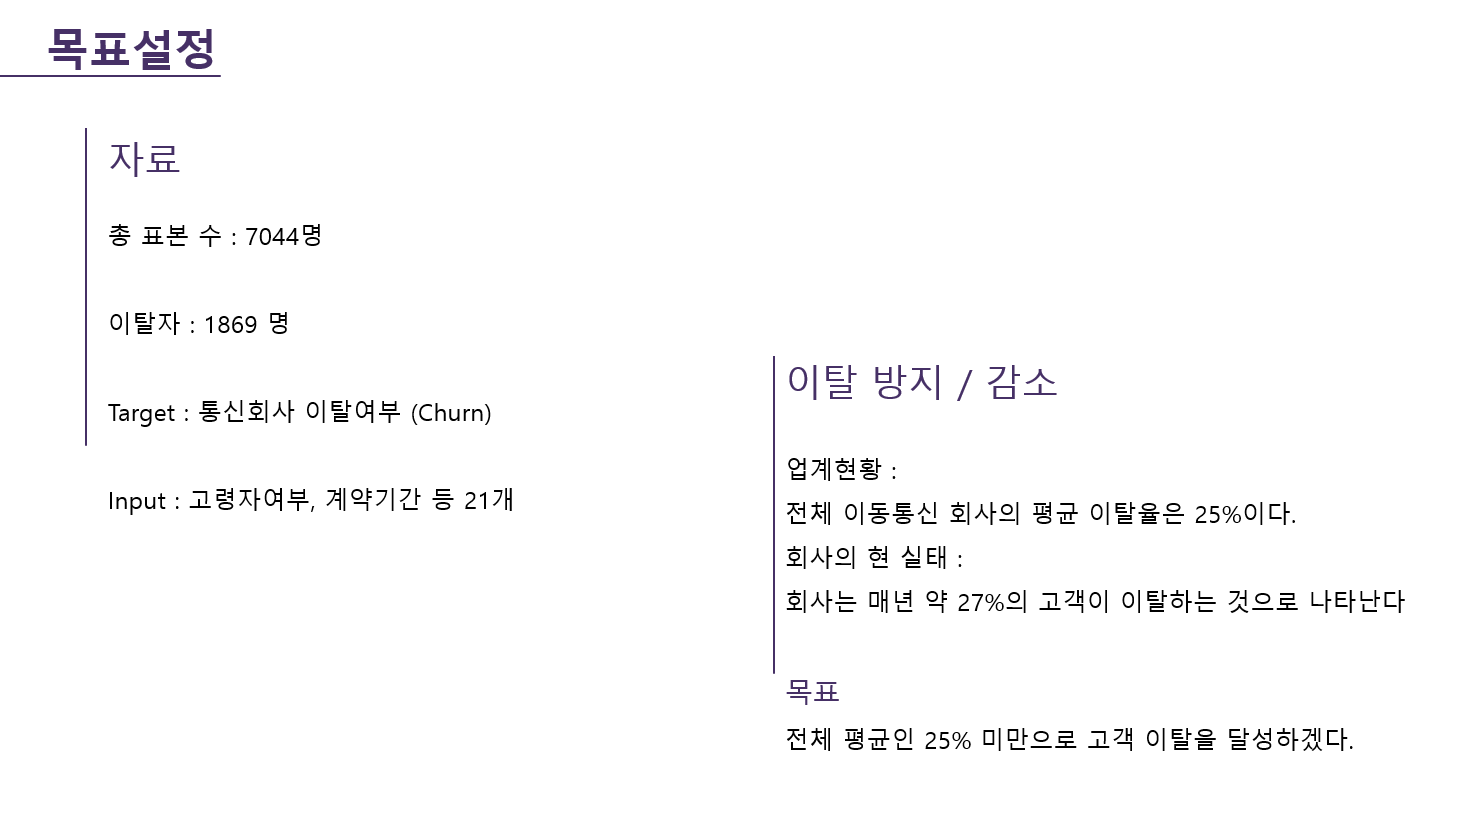 목표설정
자료
총 표본 수 : 7044명
이탈자 : 1869 명
Target : 통신회사 이탈여부 (Churn)
Input : 고령자여부, 계약기간 등 21개
이탈 방지 / 감소
업계현황 :
전체 이동통신 회사의 평균 이탈율은 25%이다.
회사의 현 실태 :
회사는 매년 약 27%의 고객이 이탈하는 것으로 나타난다
목표
전체 평균인 25% 미만으로 고객 이탈을 달성하겠다.